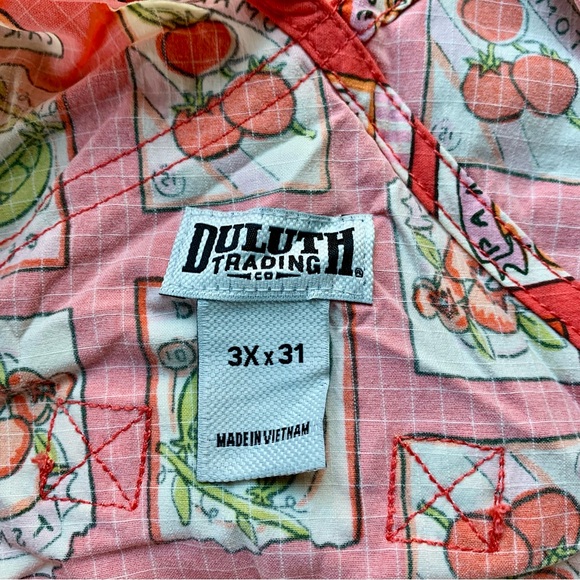 DULUTH
TRADING
CO ®
3X x 31
MADE IN VIETNAM